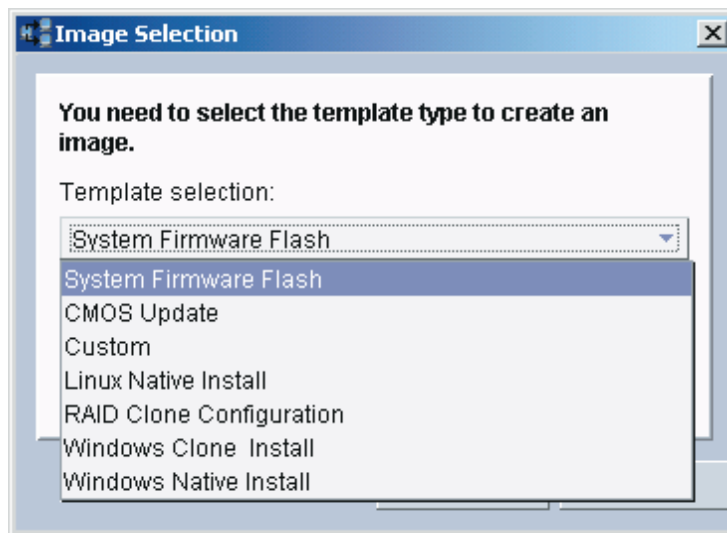 Image Selection
You need to select the template type to create an
image.
Template selection:
System Firmware Flash
System Firmware Flash
CMOS Update
Custom
Linux Native Install
RAID Clone Configuration
Windows Clone Install
Windows Native Install